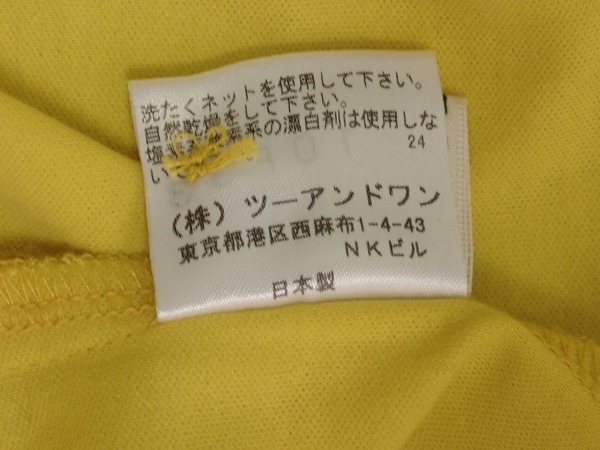 洗たくネットを使用して下さい。
自然乾燥をして下さい。
塩素系の漂白剤は使用しな
い
24
(株) ツーアンドワン
東京都港区西麻布1-4-43
NKビル
日本製